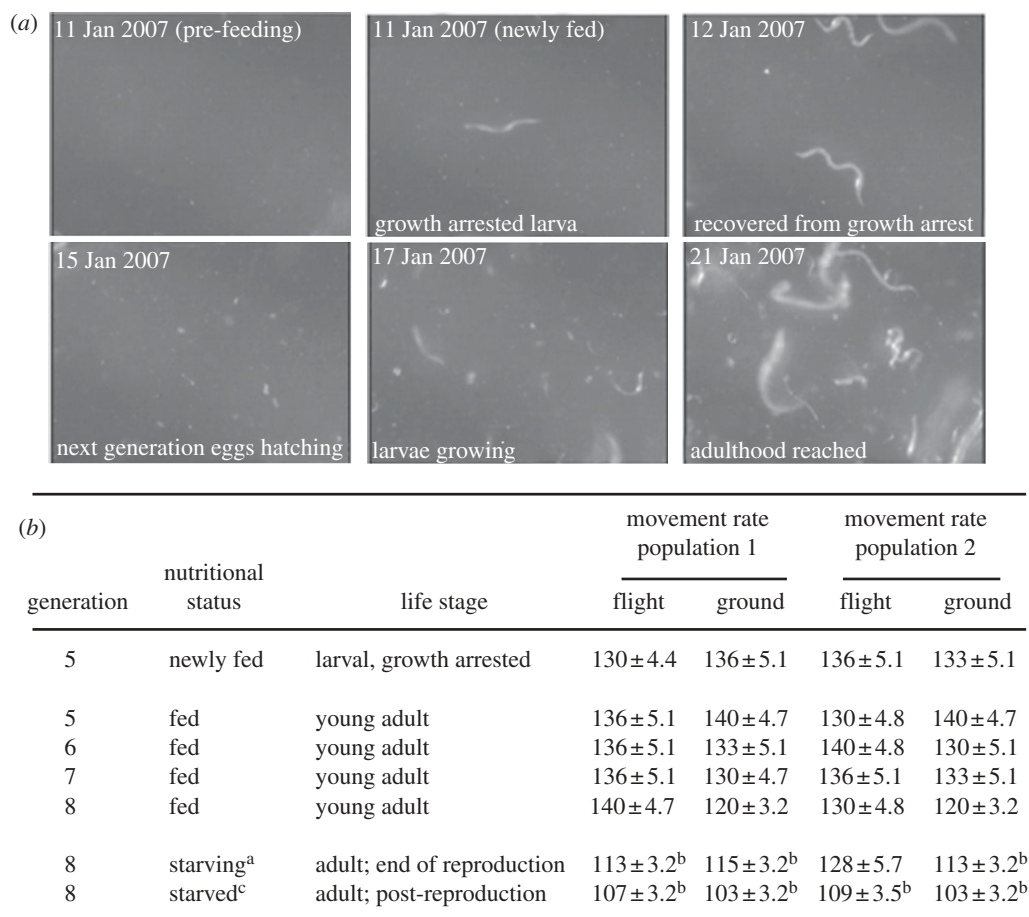 (a)
11 Jan 2007 (pre-feeding)
11 Jan 2007 (newly fed)
growth arrested larva
12 Jan 2007
recovered from growth arrest
15 Jan 2007
next generation eggs hatching
17 Jan 2007
larvae growing
21 Jan 2007
adulthood reached
(b)
movement rate population 1 movement rate population 2
generation nutritional status life stage flight ground flight ground
5 newly fed larval, growth arrested 130±4.4 136±5.1 136±5.1 133±5.1
5 fed young adult 136±5.1 140±4.7 130±4.8 140±4.7
6 fed young adult 136±5.1 133±5.1 140±4.8 130±5.1
7 fed young adult 136±5.1 130±4.7 136±5.1 133±5.1
8 fed young adult 140±4.7 120±3.2 130±4.8 120±3.2
8 starvingᵃ adult; end of reproduction 113±3.2ᵇ 115±3.2ᵇ 128±5.7 113±3.2ᵇ
8 starvedᶜ adult; post-reproduction 107±3.2ᵇ 103±3.2ᵇ 109±3.5ᵇ 103±3.2ᵇ